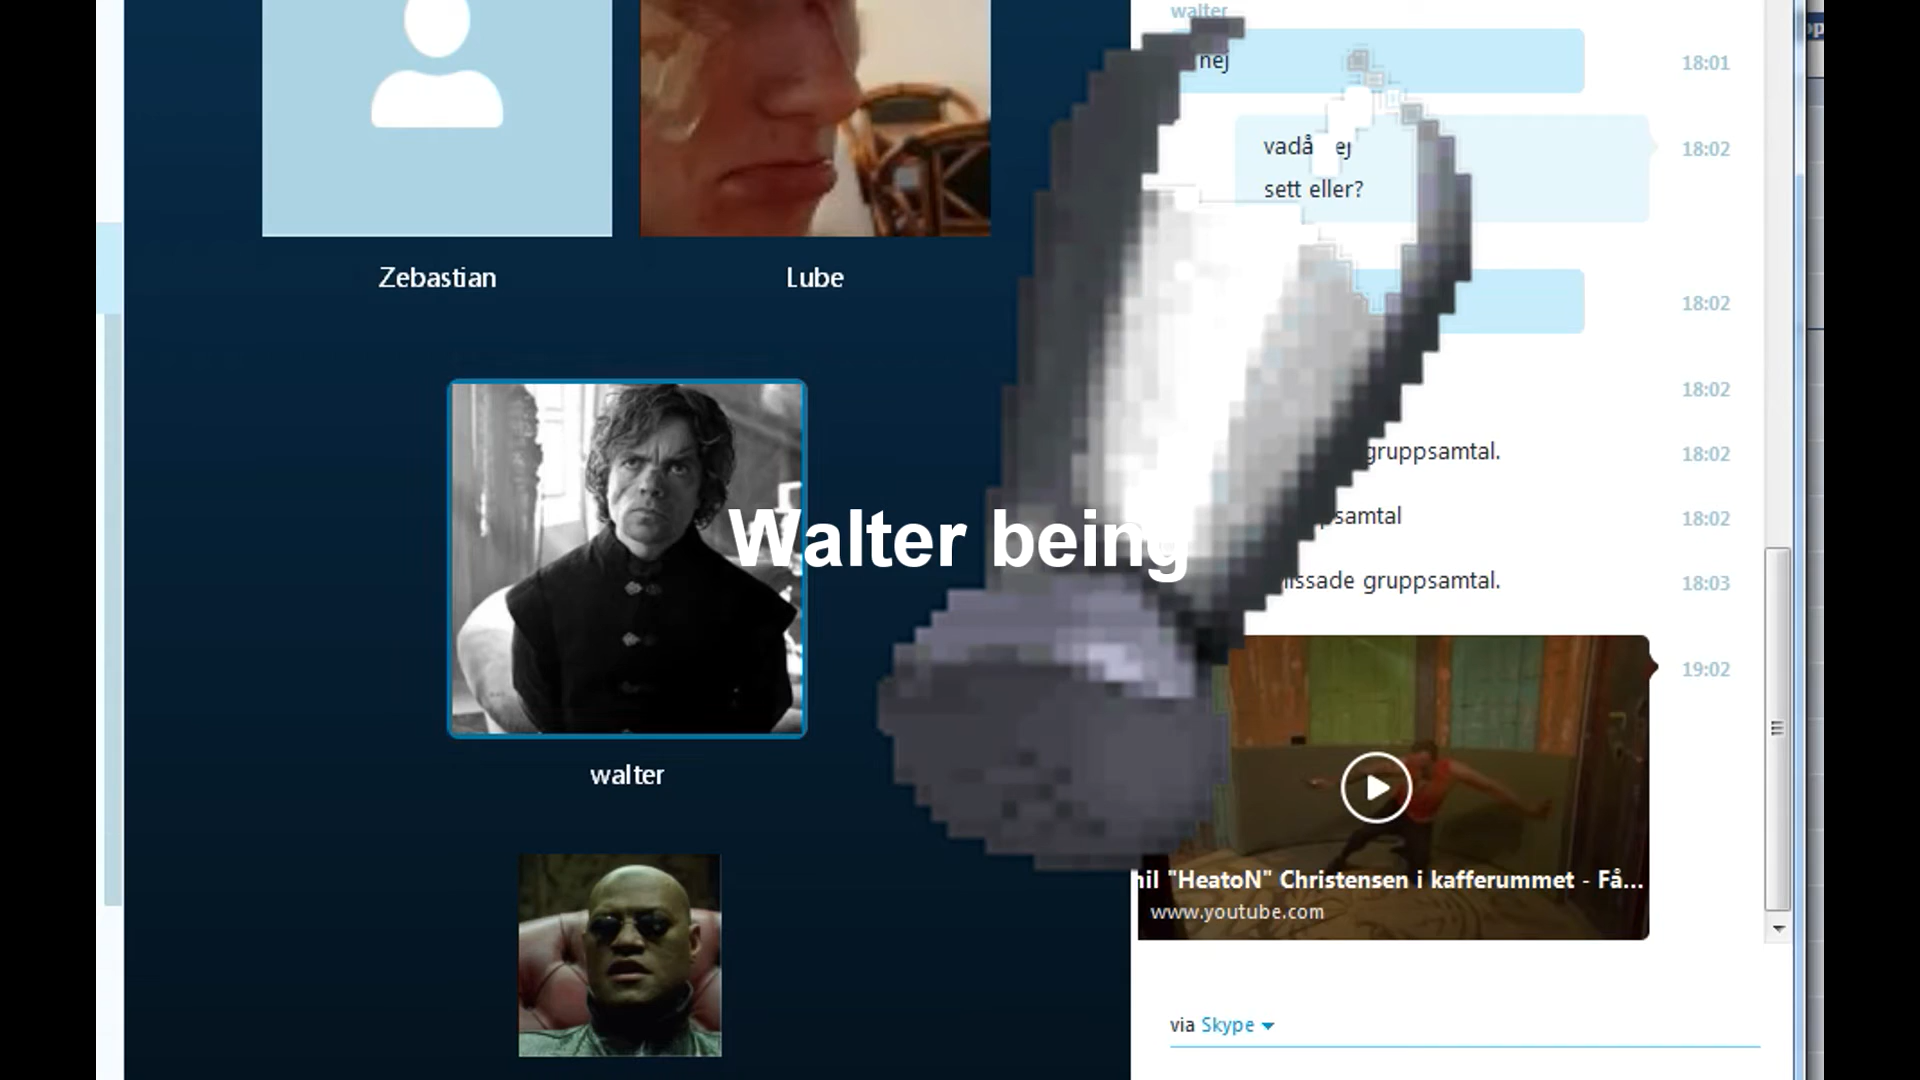 walter
nej
18:01
vadå ej
sett eller?
18:02
18:02
18:02
gruppsamtal.
18:02
samtal
18:02
missade gruppsamtal.
18:03
Zebastian
Lube
walter
Walter being
19:02
"HeatoN" Christensen i kafferummet - Få...
www.youtube.com
via Skype